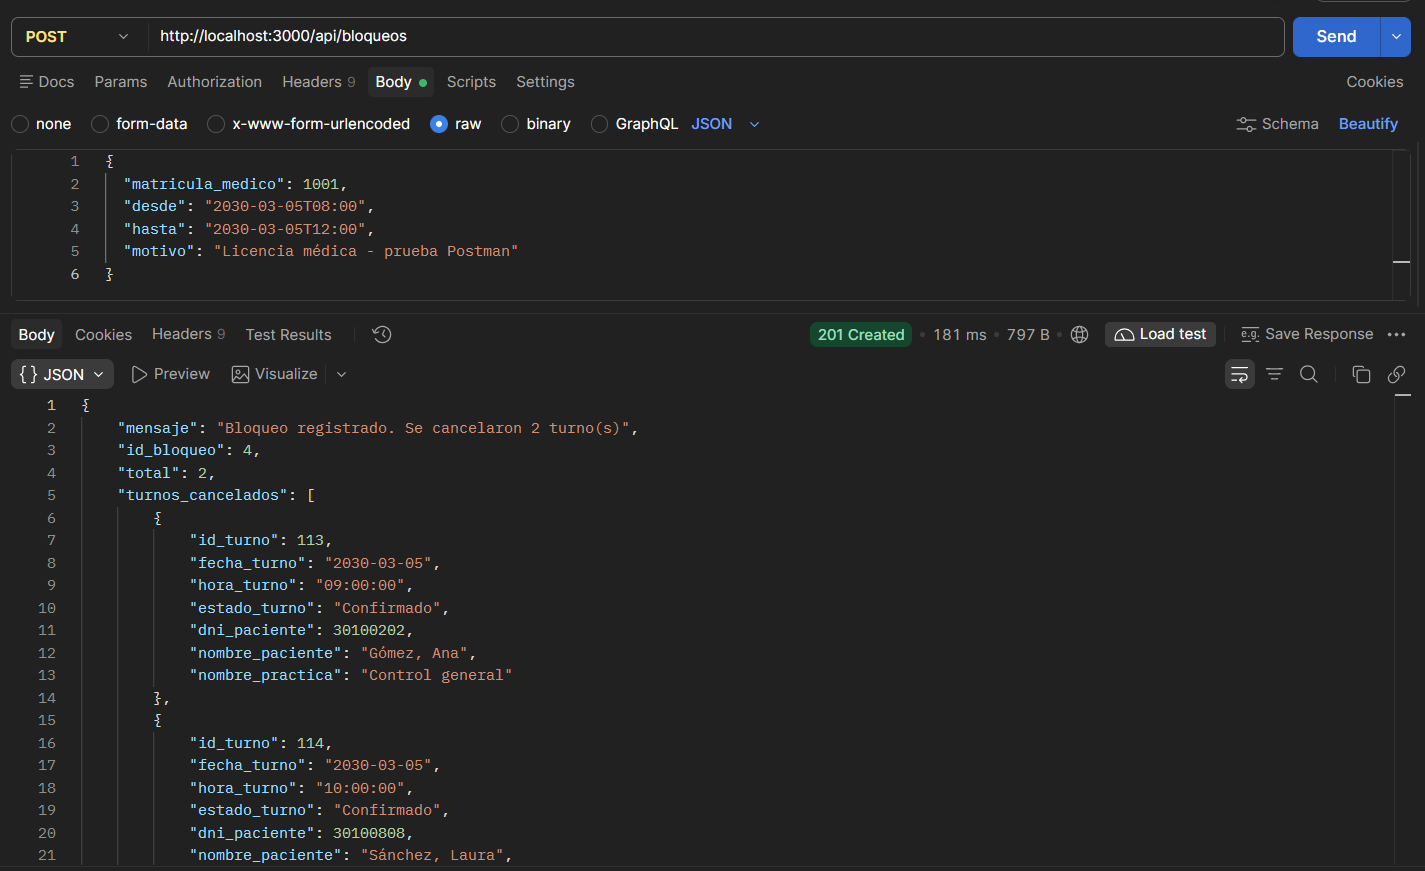 POST http://localhost:3000/api/bloqueos Send
Docs Params Authorization Headers 9 Body Scripts Settings Cookies
none form-data x-www-form-urlencoded raw binary GraphQL JSON Schema Beautify
1 {
2 "matricula_medico": 1001,
3 "desde": "2030-03-05T08:00",
4 "hasta": "2030-03-05T12:00",
5 "motivo": "Licencia médica - prueba Postman"
6 }
Body Cookies Headers 9 Test Results 201 Created 181 ms 797 B Load test e.g. Save Response
{} JSON Preview Visualize
1 {
2 "mensaje": "Bloqueo registrado. Se cancelaron 2 turno(s)",
3 "id_bloqueo": 4,
4 "total": 2,
5 "turnos_cancelados": [
6 {
7 "id_turno": 113,
8 "fecha_turno": "2030-03-05",
9 "hora_turno": "09:00:00",
10 "estado_turno": "Confirmado",
11 "dni_paciente": 30100202,
12 "nombre_paciente": "Gómez, Ana",
13 "nombre_practica": "Control general"
14 },
15 {
16 "id_turno": 114,
17 "fecha_turno": "2030-03-05",
18 "hora_turno": "10:00:00",
19 "estado_turno": "Confirmado",
20 "dni_paciente": 30100808,
21 "nombre_paciente": "Sánchez, Laura",